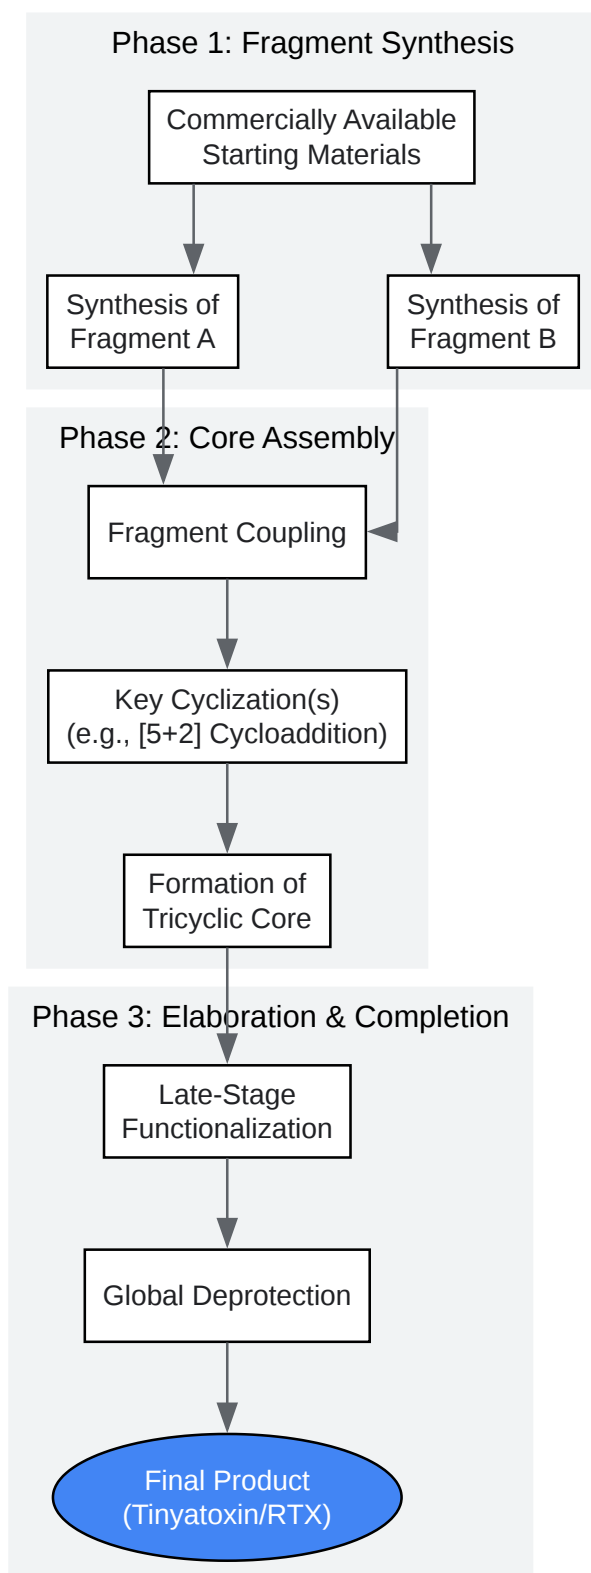 Phase 1: Fragment Synthesis
Commercially Available
Starting Materials
Synthesis of
Fragment A
Synthesis of
Fragment B
Phase 2: Core Assembly
Fragment Coupling
Key Cyclization(s)
(e.g., [5+2] Cycloaddition)
Formation of
Tricyclic Core
Phase 3: Elaboration & Completion
Late-Stage
Functionalization
Global Deprotection
Final Product
(Tinyatoxin/RTX)